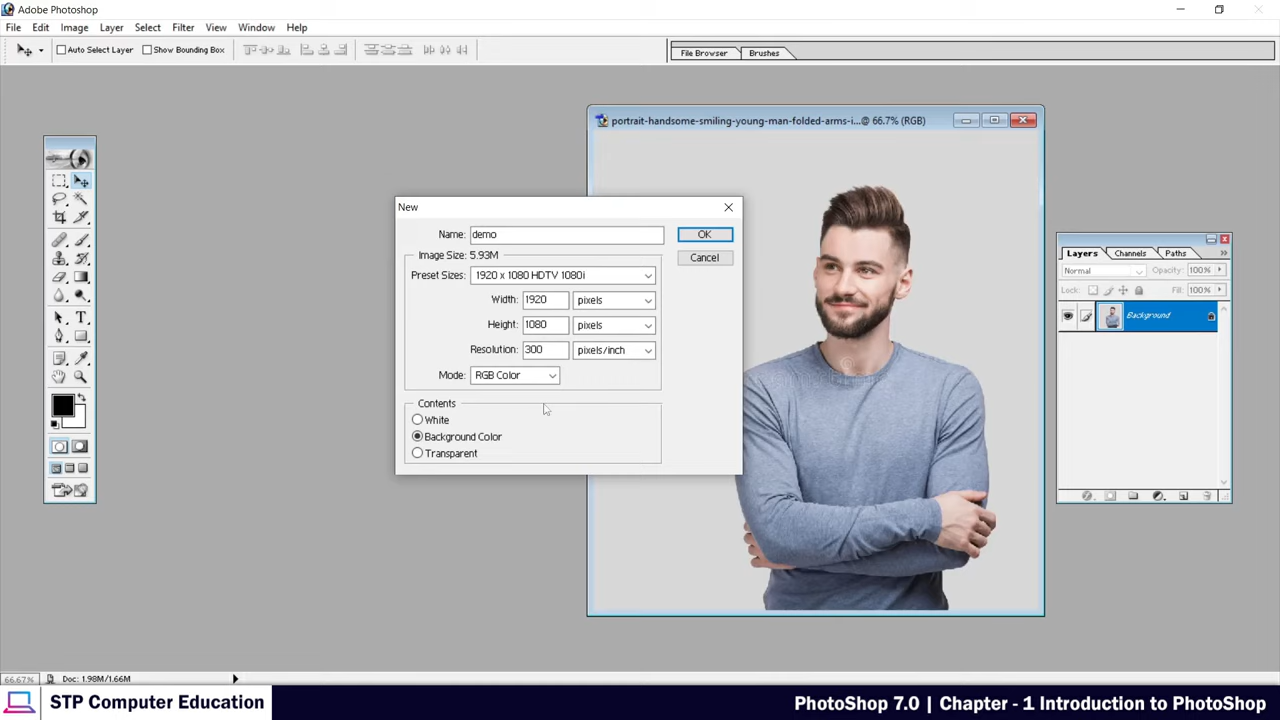 Adobe Photoshop
File Edit Image Layer Select Filter View Window Help
Auto Select Layer Show Bounding Box File Browser Brushes
portrait-handsome-smiling-young-man-folded-arms-i...@ 66.7% (RGB)
New
Name: demo OK
Image Size: 5.93M Cancel
Preset Sizes: 1920 x 1080 HDTV 1080i
Width: 1920 pixels
Height: 1080 pixels
Resolution: 300 pixels/inch
Mode: RGB Color
Contents
White
Background Color
Transparent
Layers Channels Paths
Normal Opacity: 100%
Lock: Fill: 100%
Background
66.67% Doc: 1.98M/1.66M
STP Computer Education
PhotoShop 7.0 | Chapter - 1 Introduction to PhotoShop